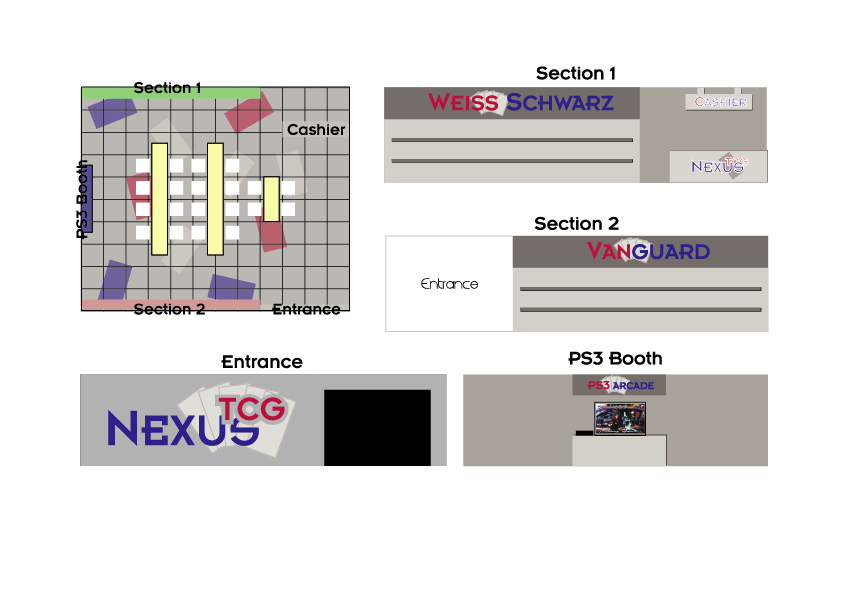 Section 1
Cashier
PS3 Booth
Section 2
Entrance
Section 1
WEISS SCHWARZ
CASHIER
NEXUS TCG
Section 2
Entrance
VANGUARD
Entrance
NEXUS TCG
PS3 Booth
PS3 ARCADE